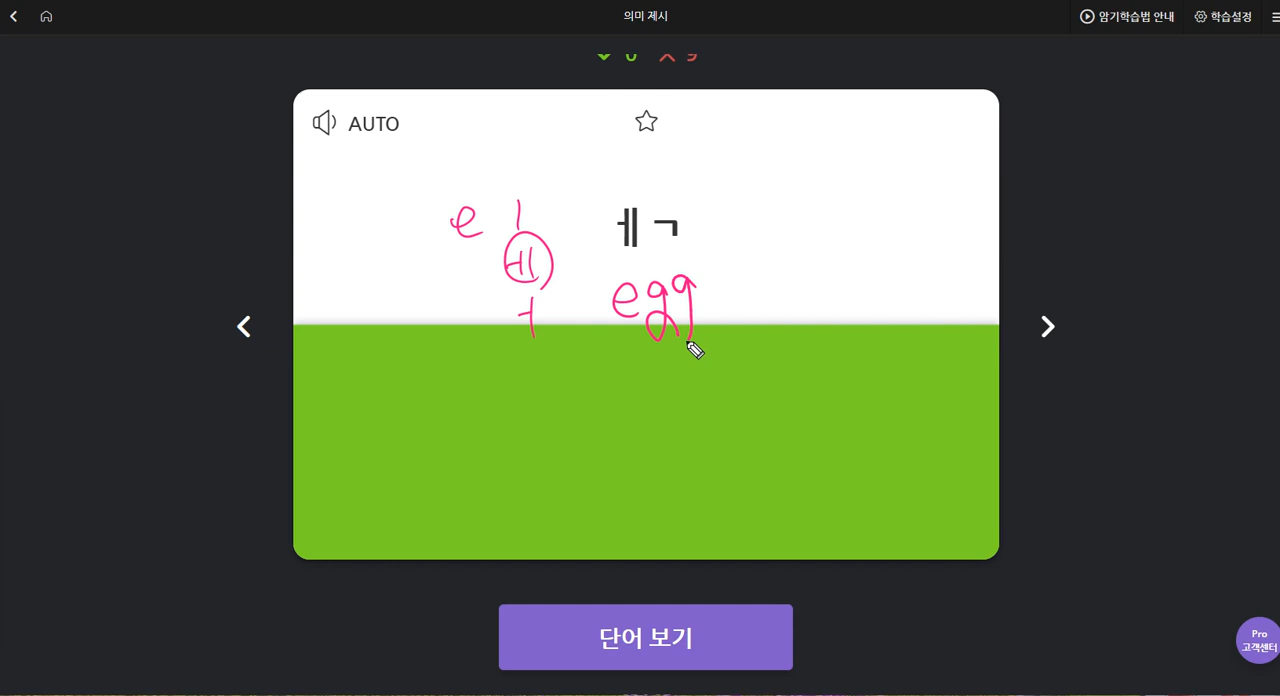 의미 제시
암기학습법 안내
학습설정
AUTO
ㅔㄱ
e ㅣ
ㅔ
ㅓ
egg
단어 보기
Pro
고객센터